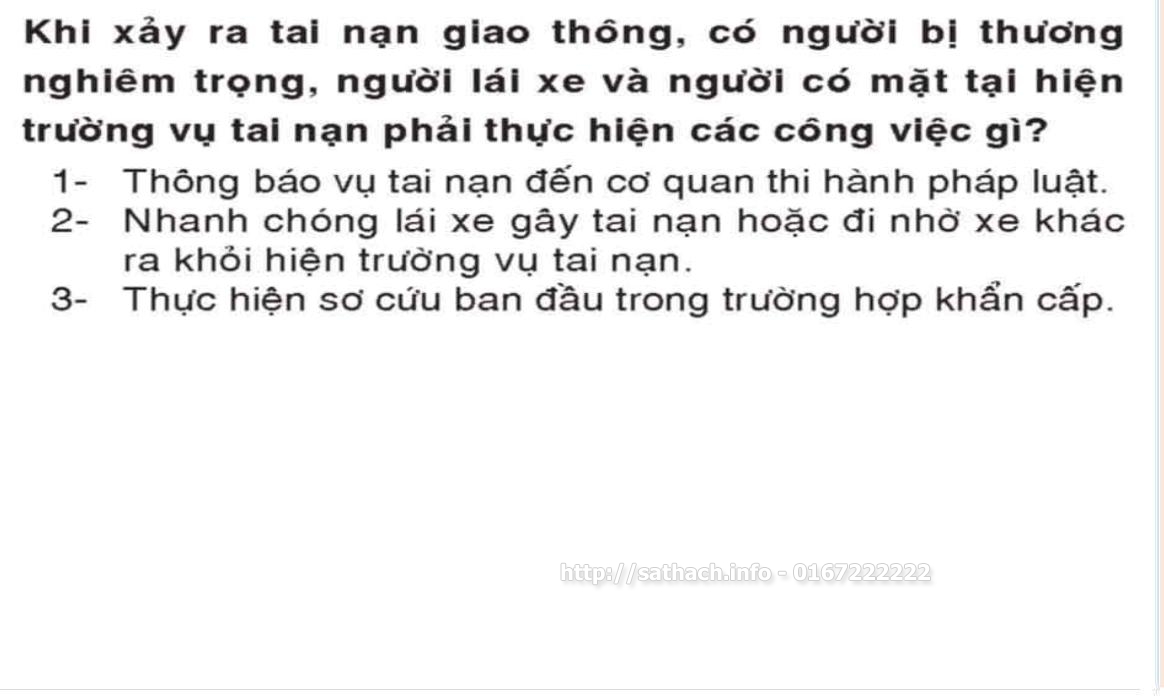 Khi xảy ra tai nạn giao thông, có người bị thương
nghiêm trọng, người lái xe và người có mặt tại hiện
trường vụ tai nạn phải thực hiện các công việc gì?
1- Thông báo vụ tai nạn đến cơ quan thi hành pháp luật.
2- Nhanh chóng lái xe gây tai nạn hoặc đi nhờ xe khác
ra khỏi hiện trường vụ tai nạn.
3- Thực hiện sơ cứu ban đầu trong trường hợp khẩn cấp.
http://sathach.info - 0167222222